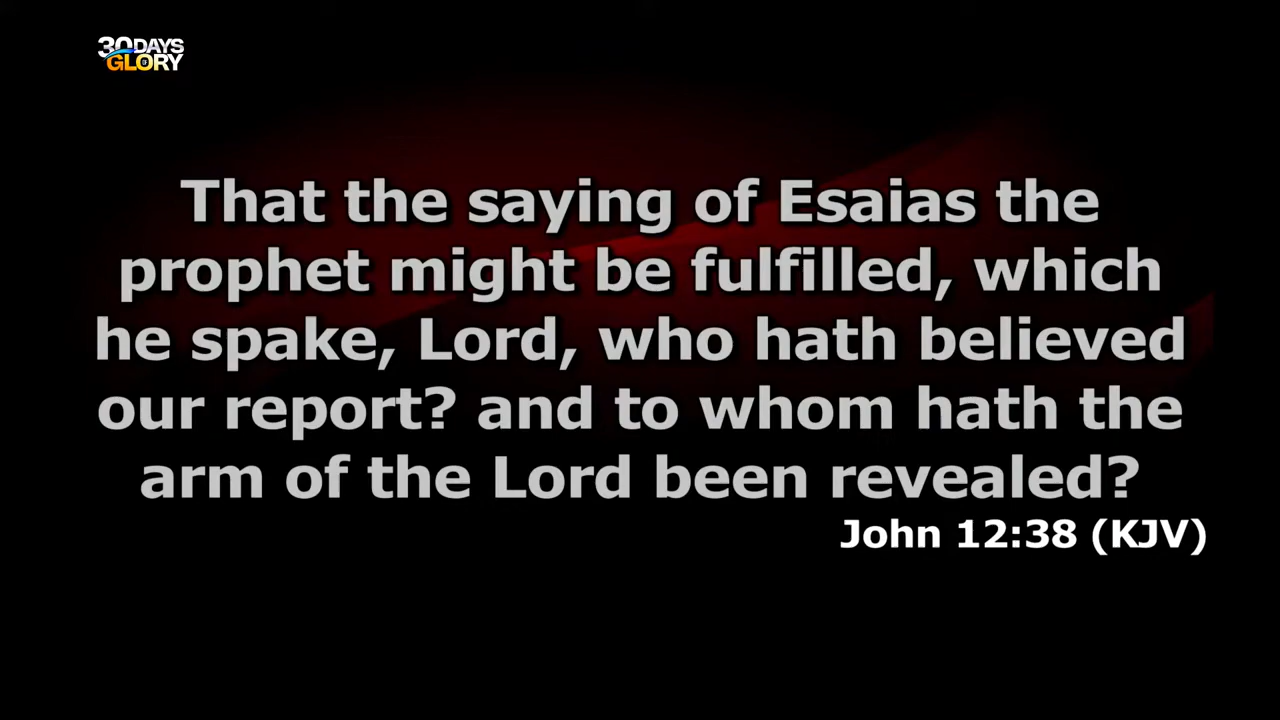 30DAYS
OF GLORY
That the saying of Esaias the
prophet might be fulfilled, which
he spake, Lord, who hath believed
our report? and to whom hath the
arm of the Lord been revealed?
John 12:38 (KJV)